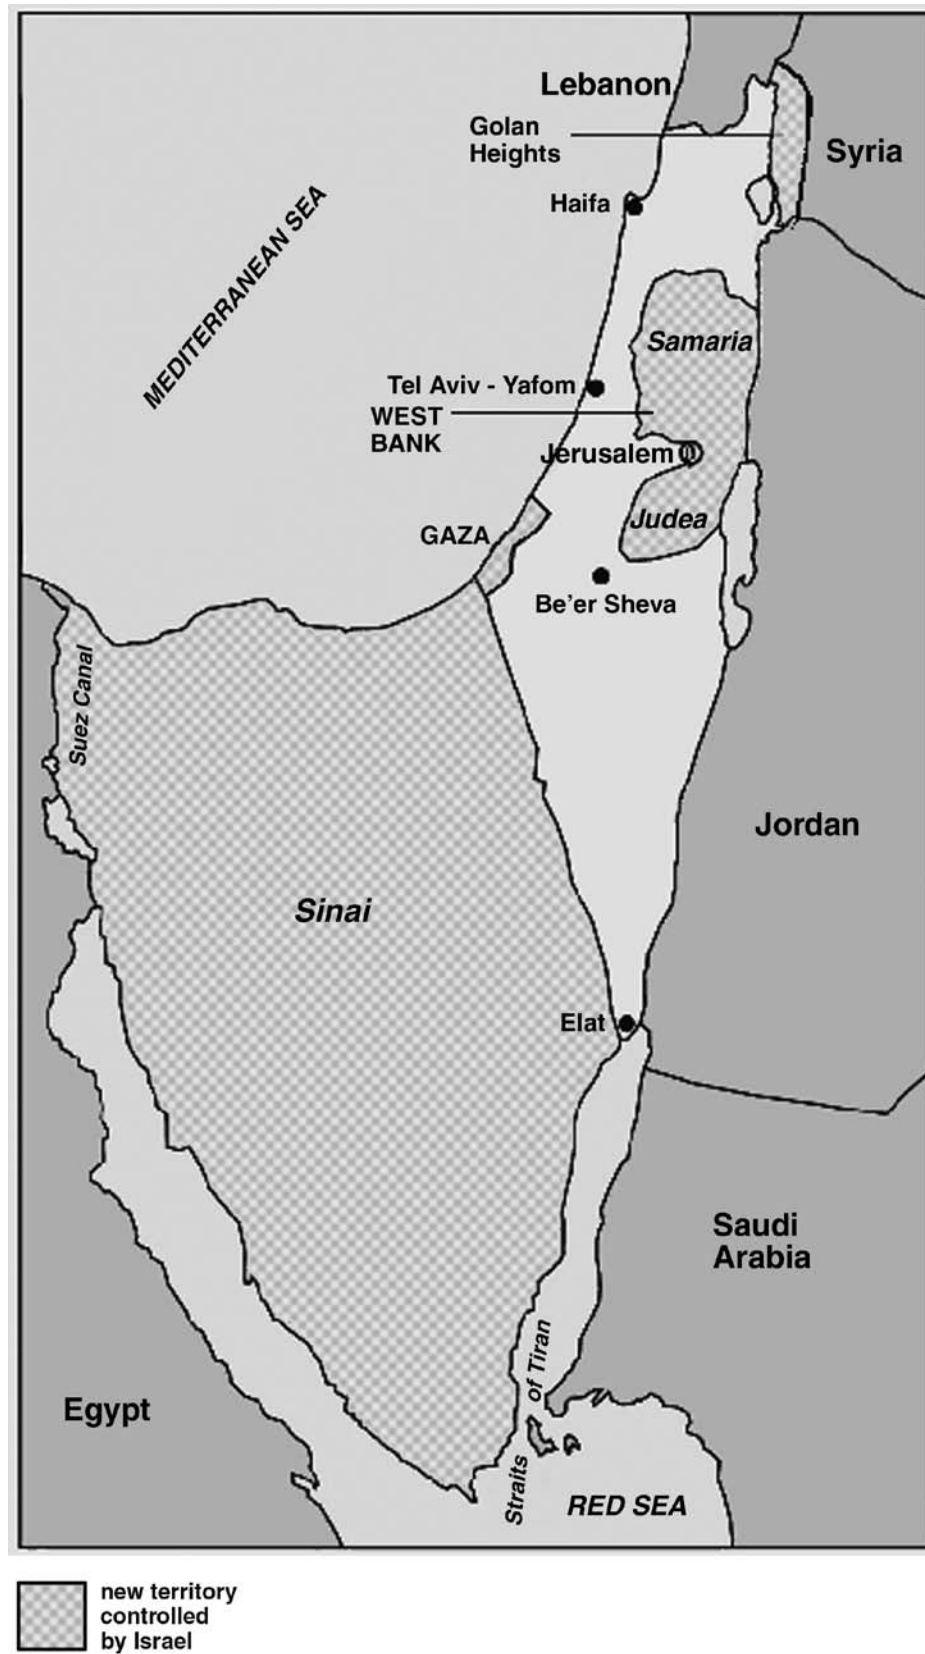 Lebanon
Golan
Heights
Syria
Haifa
MEDITERRANEAN SEA
Samaria
Tel Aviv - Yafom
WEST
BANK
Jerusalem
Judea
GAZA
Be'er Sheva
Suez Canal
Jordan
Sinai
Elat
Saudi
Arabia
Straits of Tiran
Egypt
RED SEA
new territory
controlled
by Israel